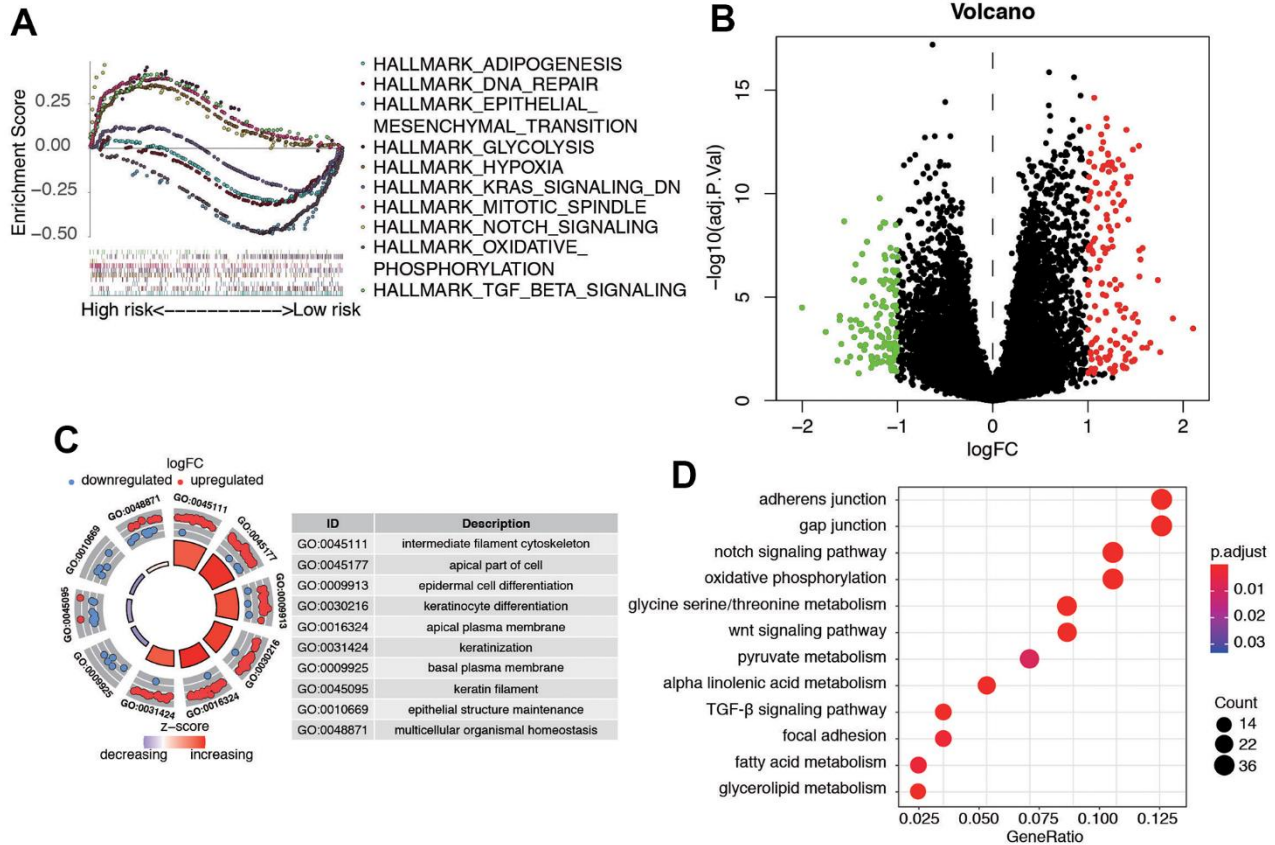 A
Enrichment Score
0.25
0.00
−0.25
−0.50
High risk<------------->Low risk
HALLMARK_ADIPOGENESIS
HALLMARK_DNA_REPAIR
HALLMARK_EPITHELIAL_
MESENCHYMAL_TRANSITION
HALLMARK_GLYCOLYSIS
HALLMARK_HYPOXIA
HALLMARK_KRAS_SIGNALING_DN
HALLMARK_MITOTIC_SPINDLE
HALLMARK_NOTCH_SIGNALING
HALLMARK_OXIDATIVE_
PHOSPHORYLATION
HALLMARK_TGF_BETA_SIGNALING
B
Volcano
−log10(adj.P.Val)
15
10
5
0
−2 −1 0 1 2
logFC
C
logFC
downregulated upregulated
GO:0045111
GO:0045177
GO:0009913
GO:0030216
GO:0016324
GO:0031424
GO:0009925
GO:0045095
GO:0010669
GO:0048871
z−score
decreasing increasing
ID Description
GO:0045111 intermediate filament cytoskeleton
GO:0045177 apical part of cell
GO:0009913 epidermal cell differentiation
GO:0030216 keratinocyte differentiation
GO:0016324 apical plasma membrane
GO:0031424 keratinization
GO:0009925 basal plasma membrane
GO:0045095 keratin filament
GO:0010669 epithelial structure maintenance
GO:0048871 multicellular organismal homeostasis
D
adherens junction
gap junction
notch signaling pathway
oxidative phosphorylation
glycine serine/threonine metabolism
wnt signaling pathway
pyruvate metabolism
alpha linolenic acid metabolism
TGF-β signaling pathway
focal adhesion
fatty acid metabolism
glycerolipid metabolism
0.025 0.050 0.075 0.100 0.125
GeneRatio
p.adjust
0.01
0.02
0.03
Count
14
22
36